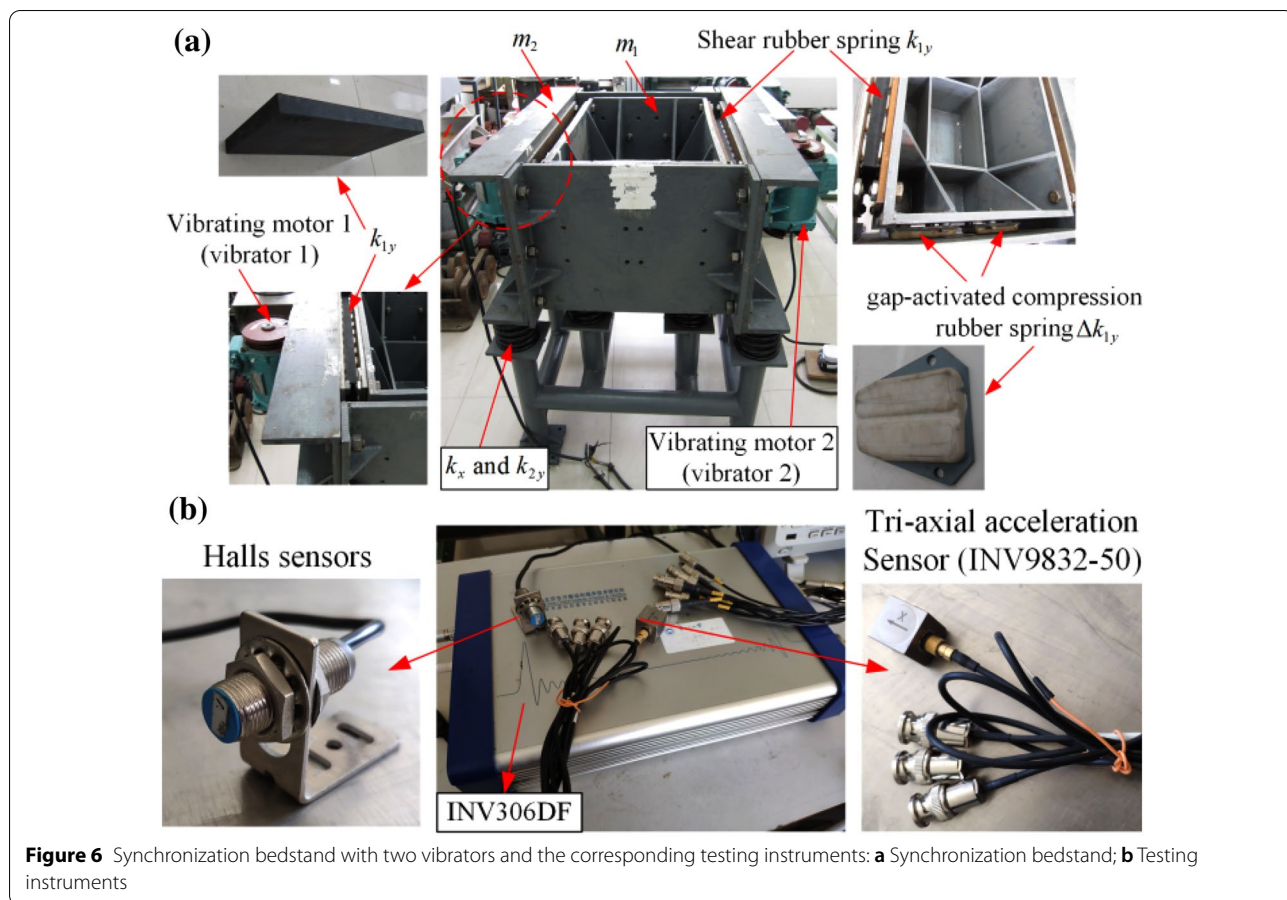 (a)
m₂
m₁
Shear rubber spring k₁y
Vibrating motor 1
(vibrator 1)
k₁y
gap-activated compression
rubber spring Δk₁y
kₓ and k₂y
Vibrating motor 2
(vibrator 2)
(b)
Halls sensors
Tri-axial acceleration
Sensor (INV9832-50)
X
INV306DF
Figure 6 Synchronization bedstand with two vibrators and the corresponding testing instruments: a Synchronization bedstand; b Testing
instruments